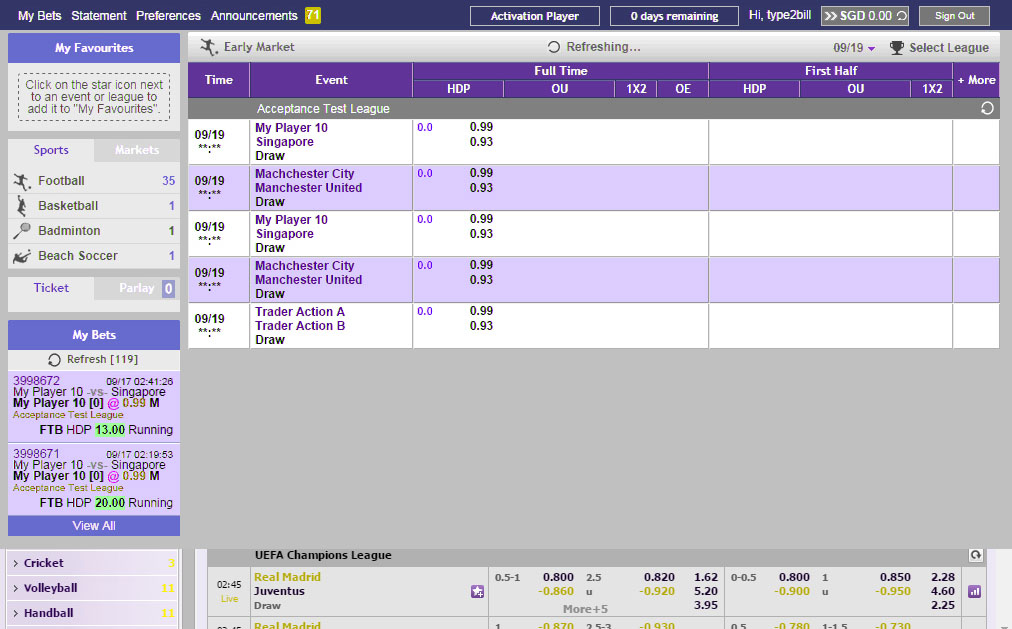 My Bets Statement Preferences Announcements 71 Activation Player 0 days remaining Hi, type2bill SGD 0.00 Sign Out
My Favourites
Click on the star icon next
to an event or league to
add it to "My Favourites".
Sports Markets
Football 35
Basketball 1
Badminton 1
Beach Soccer 1
Ticket Parlay 0
My Bets
Refresh [119]
3998672 09/17 02:41:26
My Player 10 -vs- Singapore
My Player 10 [0] @ 0.99 M
Acceptance Test League
FTB HDP 13.00 Running
3998671 09/17 02:19:53
My Player 10 -vs- Singapore
My Player 10 [0] @ 0.99 M
Acceptance Test League
FTB HDP 20.00 Running
View All
> Cricket 3
> Volleyball 11
> Handball 11
Early Market Refreshing... 09/19 Select League
Time Event Full Time First Half + More
HDP OU 1X2 OE HDP OU 1X2
Acceptance Test League
09/19 My Player 10 0.0 0.99
**:** Singapore 0.93
Draw
09/19 Machchester City 0.0 0.99
**:** Manchester United 0.93
Draw
09/19 My Player 10 0.0 0.99
**:** Singapore 0.93
Draw
09/19 Machchester City 0.0 0.99
**:** Manchester United 0.93
Draw
09/19 Trader Action A 0.0 0.99
**:** Trader Action B 0.93
Draw
UEFA Champions League
02:45 Real Madrid 0.5-1 0.800 2.5 0.820 1.62 0-0.5 0.800 1 0.850 2.28
Live Juventus -0.860 u -0.920 5.20 -0.900 u -0.950 4.60
Draw More+5 3.95 2.25
02:45 Real Madrid 1 -0.870 2.5-3 -0.930 0.5 -0.780 1-1.5 -0.730